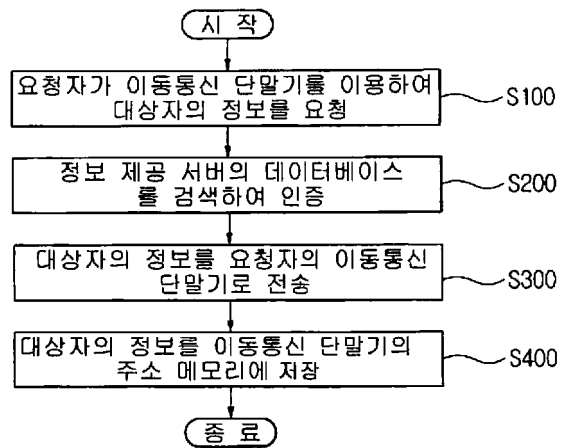 시 작
요청자가 이동통신 단말기를 이용하여
대상자의 정보를 요청
S100
정보 제공 서버의 데이터베이스
를 검색하여 인증
S200
대상자의 정보를 요청자의 이동통신
단말기로 전송
S300
대상자의 정보를 이동통신 단말기의
주소 메모리에 저장
S400
종 료